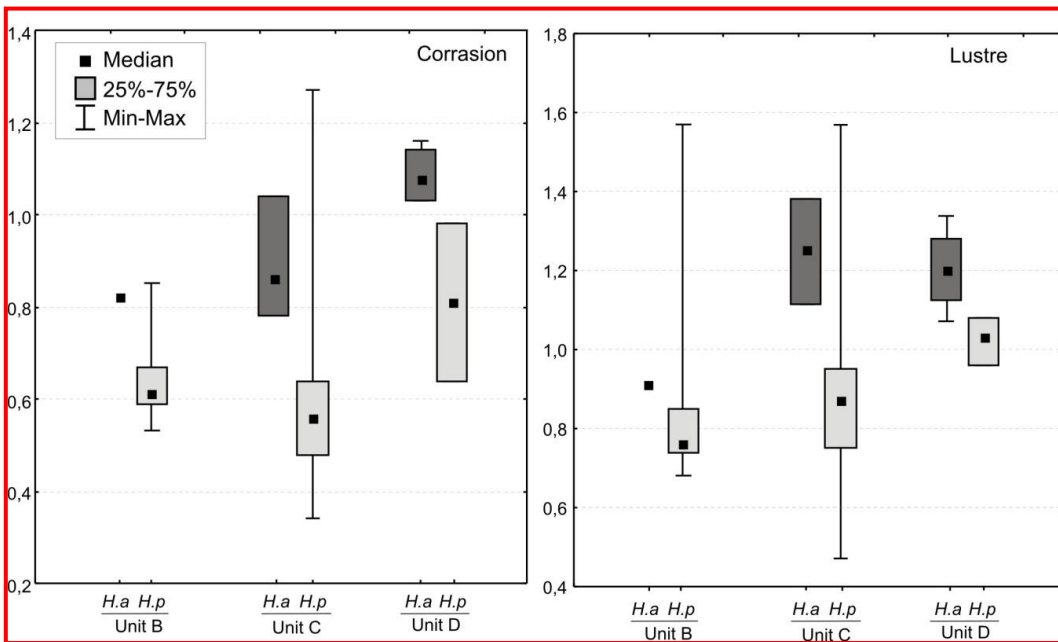 Corrasion
Median
25%-75%
Min-Max
1,4
1,2
1,0
0,8
0,6
0,4
0,2
H.a H.p H.a H.p H.a H.p
Unit B Unit C Unit D
Lustre
1,8
1,6
1,4
1,2
1,0
0,8
0,6
0,4
H.a H.p H.a H.p H.a H.p
Unit B Unit C Unit D